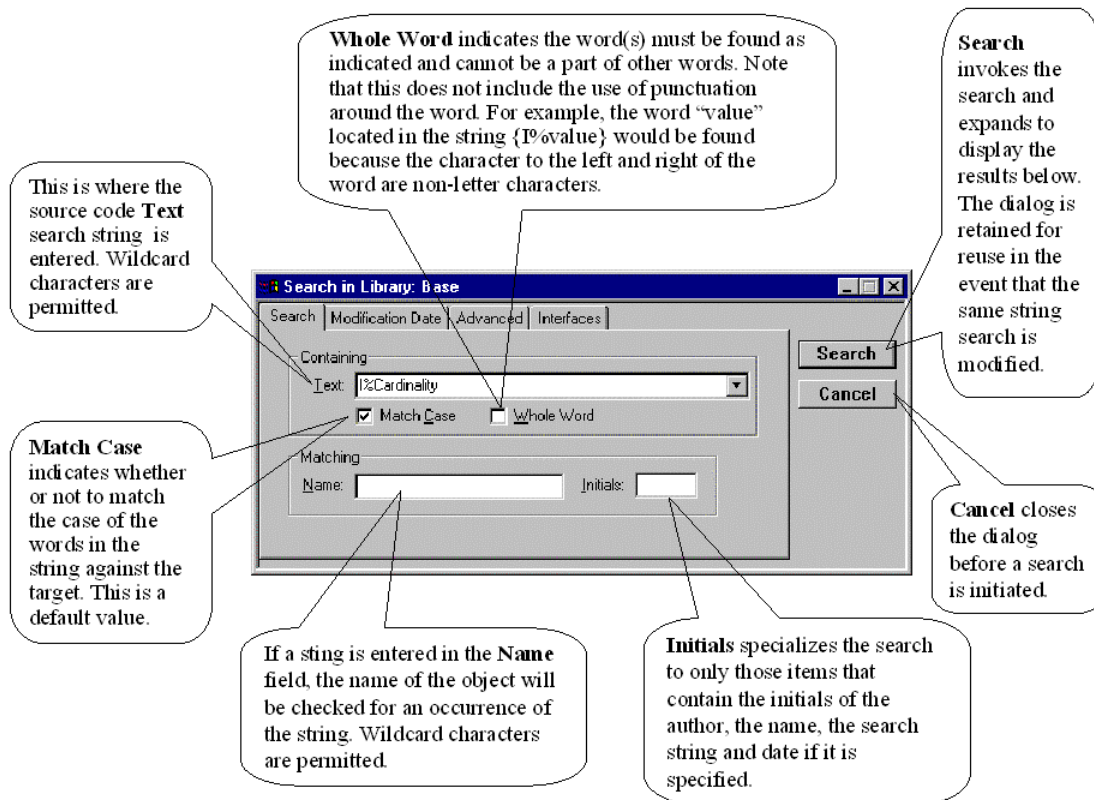 Whole Word indicates the word(s) must be found as
indicated and cannot be a part of other words. Note
that this does not include the use of punctuation
around the word. For example, the word “value”
located in the string {I%value} would be found
because the character to the left and right of the
word are non-letter characters.
Search
invokes the
search and
expands to
display the
results below.
The dialog is
retained for
reuse in the
event that the
same string
search is
modified.
This is where the
source code Text
search string is
entered. Wildcard
characters are
permitted.
Search in Library: Base
Search Modification Date Advanced Interfaces
Containing
Text: I%Cardinality
Match Case Whole Word
Matching
Name: Initials:
Search
Cancel
Match Case
indicates whether
or not to match
the case of the
words in the
string against the
target. This is a
default value.
Cancel closes
the dialog
before a search
is initiated.
If a sting is entered in the Name
field, the name of the object will
be checked for an occurrence of
the string. Wildcard characters
are permitted.
Initials specializes the search
to only those items that
contain the initials of the
author, the name, the search
string and date if it is
specified.